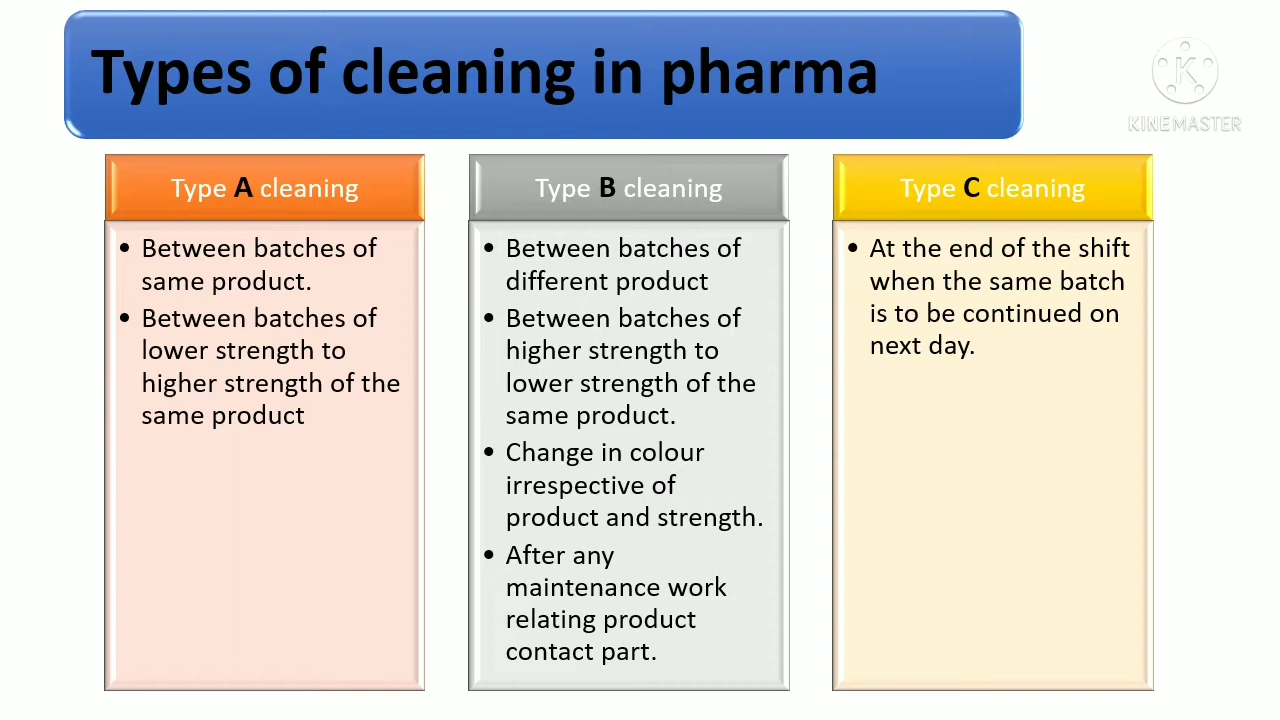 Types of cleaning in pharma
K
KINEMASTER
Type A cleaning
• Between batches of
same product.
• Between batches of
lower strength to
higher strength of the
same product
Type B cleaning
• Between batches of
different product
• Between batches of
higher strength to
lower strength of the
same product.
• Change in colour
irrespective of
product and strength.
• After any
maintenance work
relating product
contact part.
Type C cleaning
• At the end of the shift
when the same batch
is to be continued on
next day.